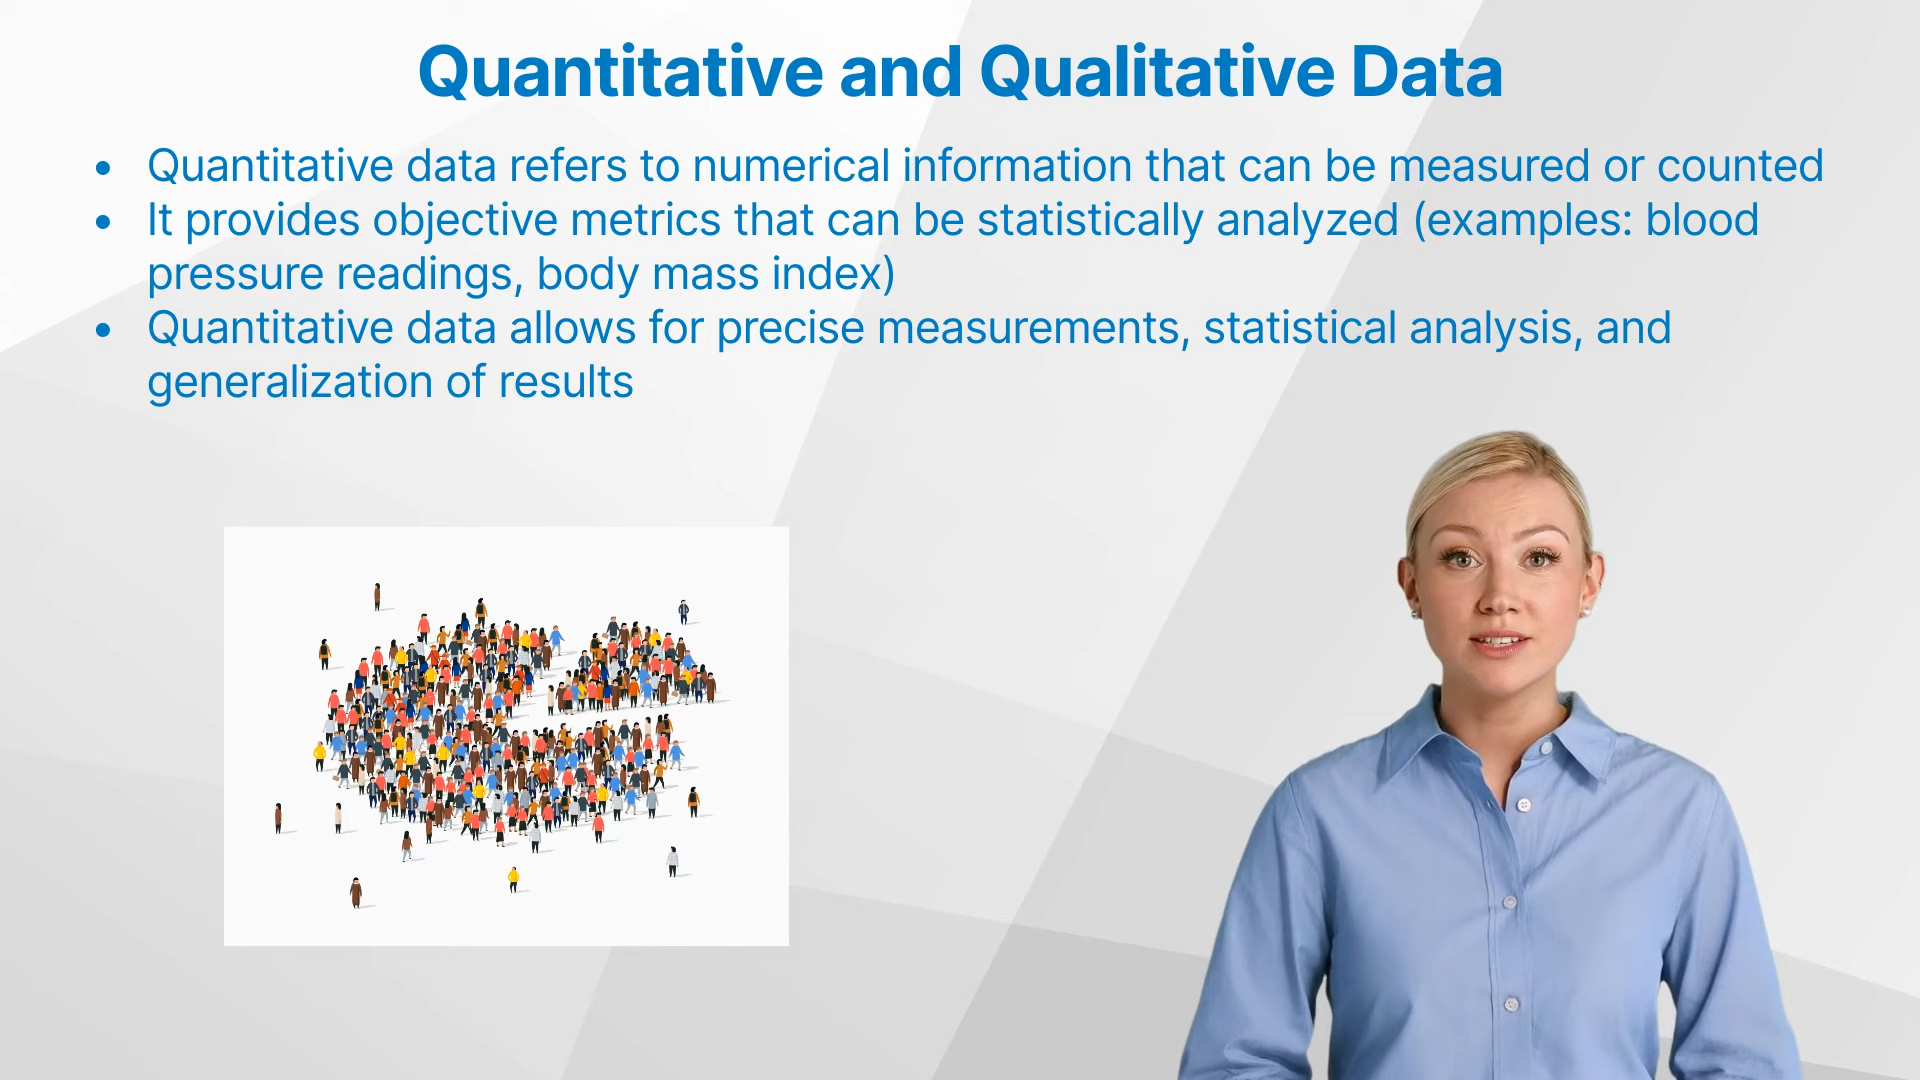 Quantitative and Qualitative Data
• Quantitative data refers to numerical information that can be measured or counted
• It provides objective metrics that can be statistically analyzed (examples: blood
pressure readings, body mass index)
• Quantitative data allows for precise measurements, statistical analysis, and
generalization of results